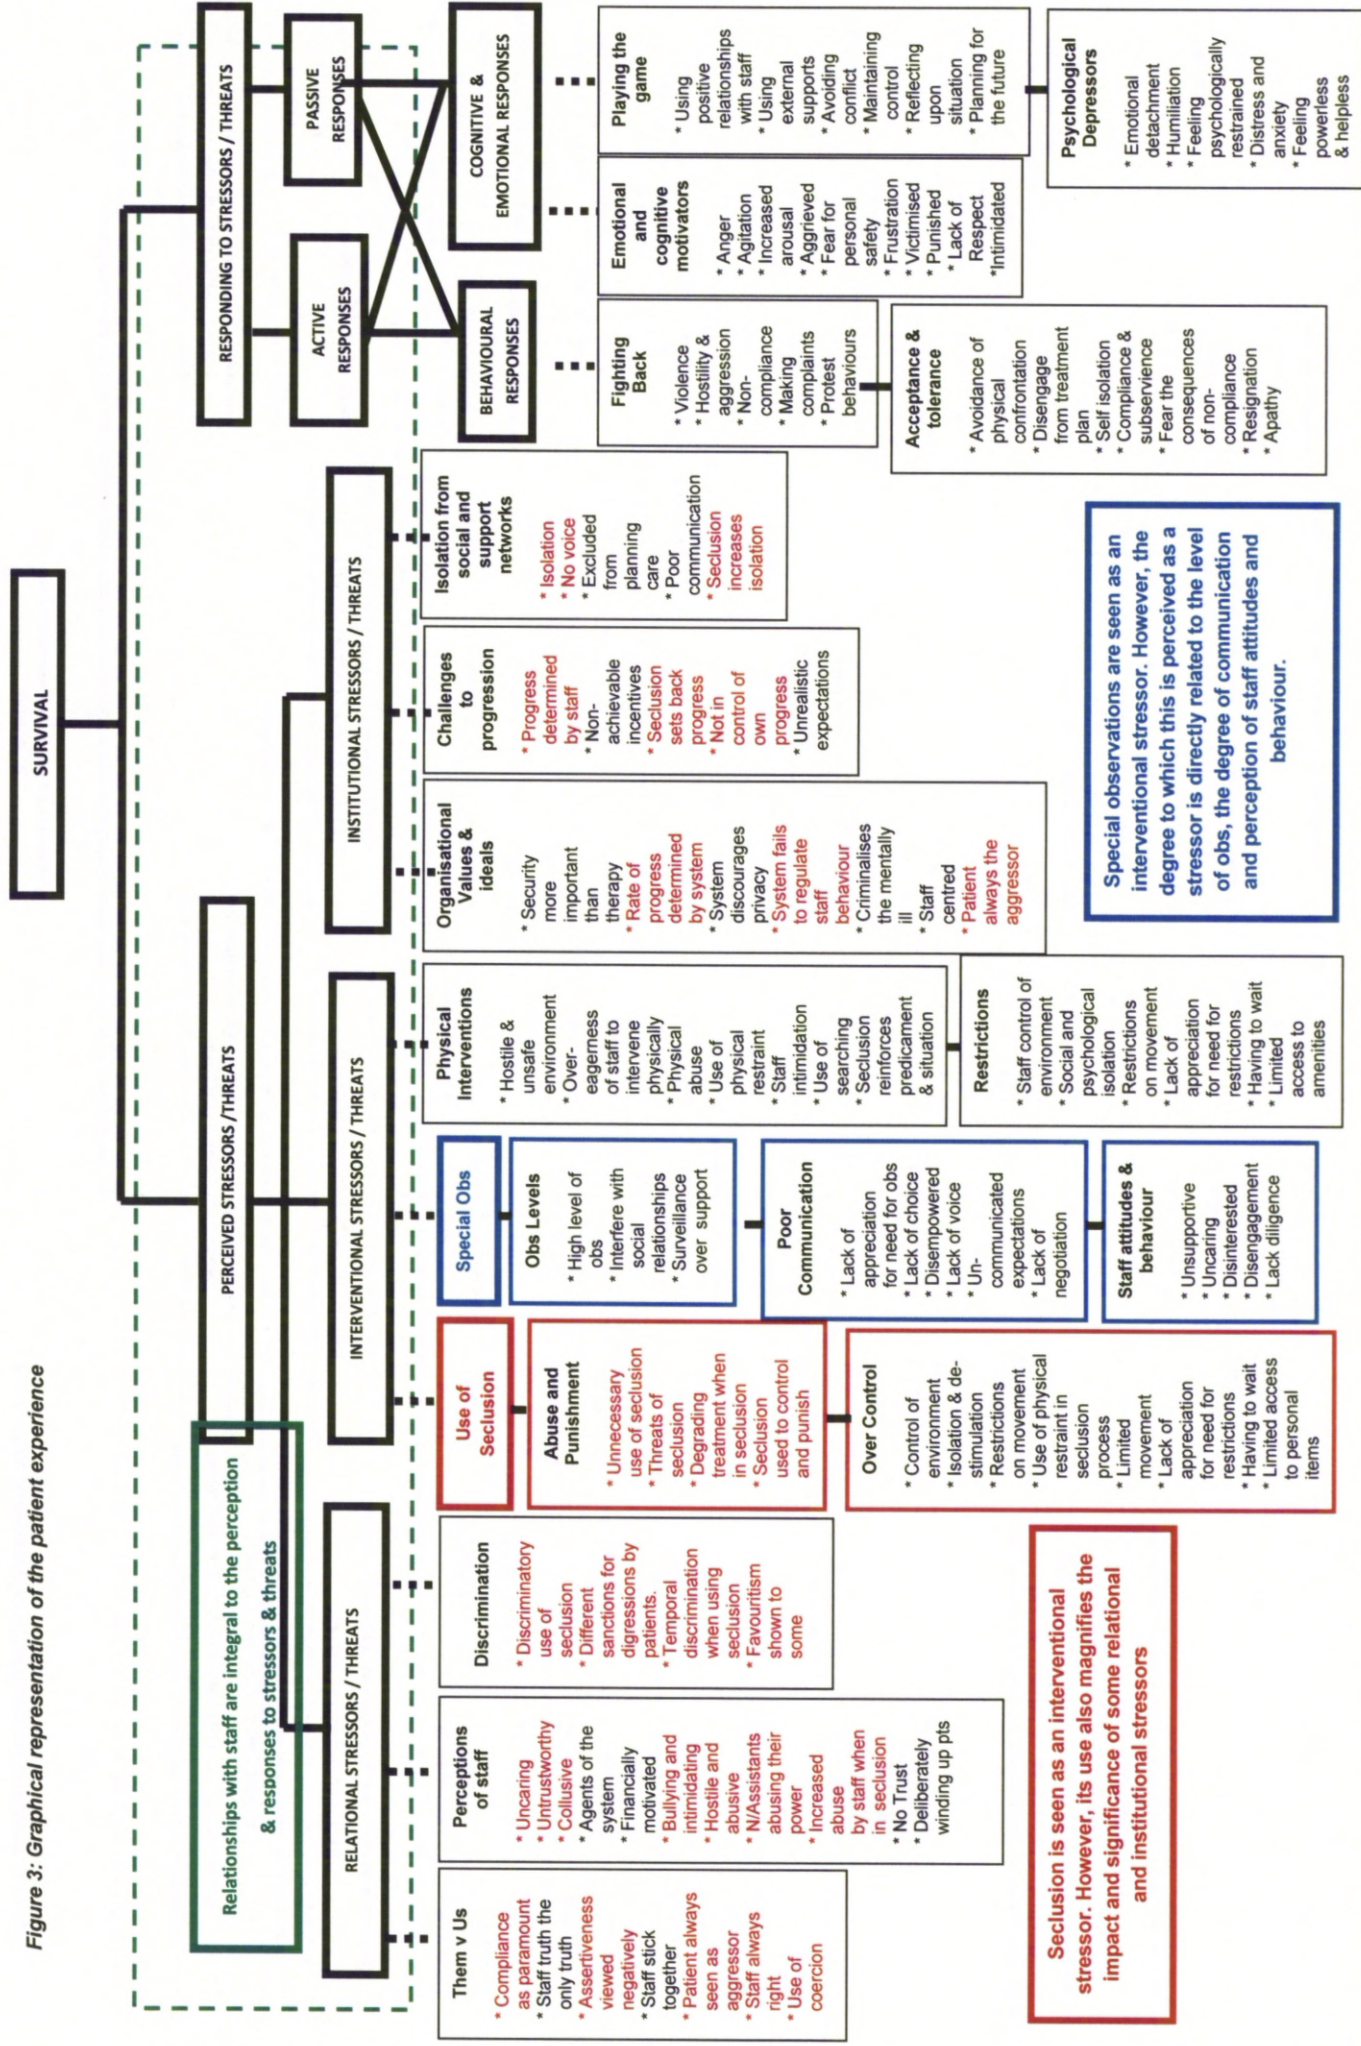 Figure 3: Graphical representation of the patient experience
SURVIVAL
Relationships with staff are integral to the perception
& responses to stressors & threats
PERCEIVED STRESSORS /THREATS
RESPONDING TO STRESSORS / THREATS
RELATIONAL STRESSORS / THREATS
INTERVENTIONAL STRESSORS / THREATS
INSTITUTIONAL STRESSORS / THREATS
ACTIVE
RESPONSES
PASSIVE
RESPONSES
BEHAVIOURAL
RESPONSES
COGNITIVE &
EMOTIONAL RESPONSES
Them v Us
* Compliance
as paramount
* Staff truth the
only truth
* Assertiveness
viewed
negatively
* Staff stick
together
* Patient always
seen as
aggressor
* Staff always
right
* Use of
coercion
Perceptions
of staff
* Uncaring
* Untrustworthy
* Collusive
* Agents of the
system
* Financially
motivated
* Bullying and
intimidating
* Hostile and
abusive
* N/Assistants
abusing their
power
* Increased
abuse
by staff when
in seclusion
* No Trust
* Deliberately
winding up pts
Discrimination
* Discriminatory
use of
seclusion
* Different
sanctions for
digressions by
patients.
* Temporal
discrimination
when using
seclusion
* Favouritism
shown to
some
Use of
Seclusion
Abuse and
Punishment
* Unnecessary
use of seclusion
* Threats of
seclusion
* Degrading
treatment when
in seclusion
* Seclusion
used to control
and punish
Over Control
* Control of
environment
* Isolation & de-
stimulation
* Restrictions
on movement
* Use of physical
restraint in
seclusion
process
* Limited
movement
* Lack of
appreciation
for need for
restrictions
* Having to wait
* Limited access
to personal
items
Special Obs
Obs Levels
* High level of
obs
* Interfere with
social
relationships
* Surveillance
over support
Poor
Communication
* Lack of
appreciation
for need for obs
* Lack of choice
* Disempowered
* Lack of voice
* Un-
communicated
expectations
* Lack of
negotiation
Staff attitudes &
behaviour
* Unsupportive
* Uncaring
* Disinterested
* Disengagement
* Lack diligence
Physical
Interventions
* Hostile &
unsafe
environment
* Over-
eagerness
of staff to
intervene
physically
* Physical
abuse
* Use of
physical
restraint
* Staff
intimidation
* Use of
searching
* Seclusion
reinforces
predicament
& situation
Restrictions
* Staff control of
environment
* Social and
psychological
isolation
* Restrictions
on movement
* Lack of
appreciation
for need for
restrictions
* Having to wait
* Limited
access to
amenities
Organisational
Values &
ideals
* Security
more
important
than
therapy
* Rate of
progress
determined
by system
* System
discourages
privacy
* System fails
to regulate
staff
behaviour
* Criminalises
the mentally
ill
* Staff
centred
* Patient
always the
aggressor
Challenges
to
progression
* Progress
determined
by staff
* Non-
achievable
incentives
* Seclusion
sets back
progress
* Not in
control of
own
progress
* Unrealistic
expectations
Isolation from
social and
support
networks
* Isolation
* No voice
* Excluded
from
planning
care
* Poor
communication
* Seclusion
increases
isolation
Fighting
Back
* Violence
* Hostility &
aggression
* Non-
compliance
* Making
complaints
* Protest
behaviours
Acceptance &
tolerance
* Avoidance of
physical
confrontation
* Disengage
from treatment
plan
* Self isolation
* Compliance &
subservience
* Fear the
consequences
of non-
compliance
* Resignation
* Apathy
Emotional
and
cognitive
motivators
* Anger
* Agitation
* Increased
arousal
* Aggrieved
* Fear for
personal
safety
* Frustration
* Victimised
* Punished
* Lack of
Respect
*Intimidated
Playing the
game
* Using
positive
relationships
with staff
* Using
external
supports
* Avoiding
conflict
* Maintaining
control
* Reflecting
upon
situation
* Planning for
the future
Psychological
Depressors
* Emotional
detachment
* Humiliation
* Feeling
psychologically
restrained
* Distress and
anxiety
* Feeling
powerless
& helpless
Seclusion is seen as an interventional
stressor. However, its use also magnifies the
impact and significance of some relational
and institutional stressors
Special observations are seen as an
interventional stressor. However, the
degree to which this is perceived as a
stressor is directly related to the level
of obs, the degree of communication
and perception of staff attitudes and
behaviour.